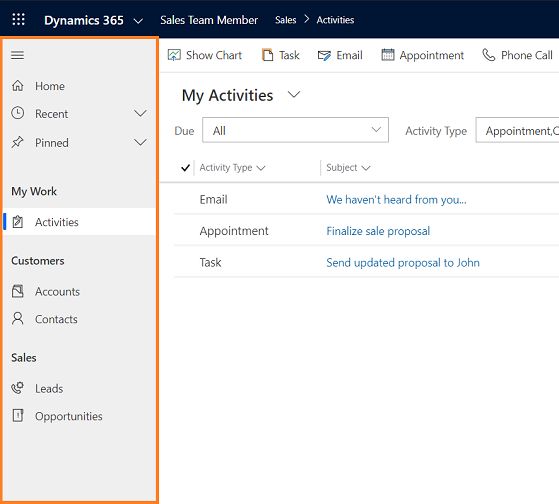 Dynamics 365 Sales Team Member Sales > Activities
Show Chart Task Email Appointment Phone Call
Home
Recent
Pinned
My Work
Activities
Customers
Accounts
Contacts
Sales
Leads
Opportunities
My Activities
Due All Activity Type Appointment,C
Activity Type Subject
Email We haven't heard from you...
Appointment Finalize sale proposal
Task Send updated proposal to John